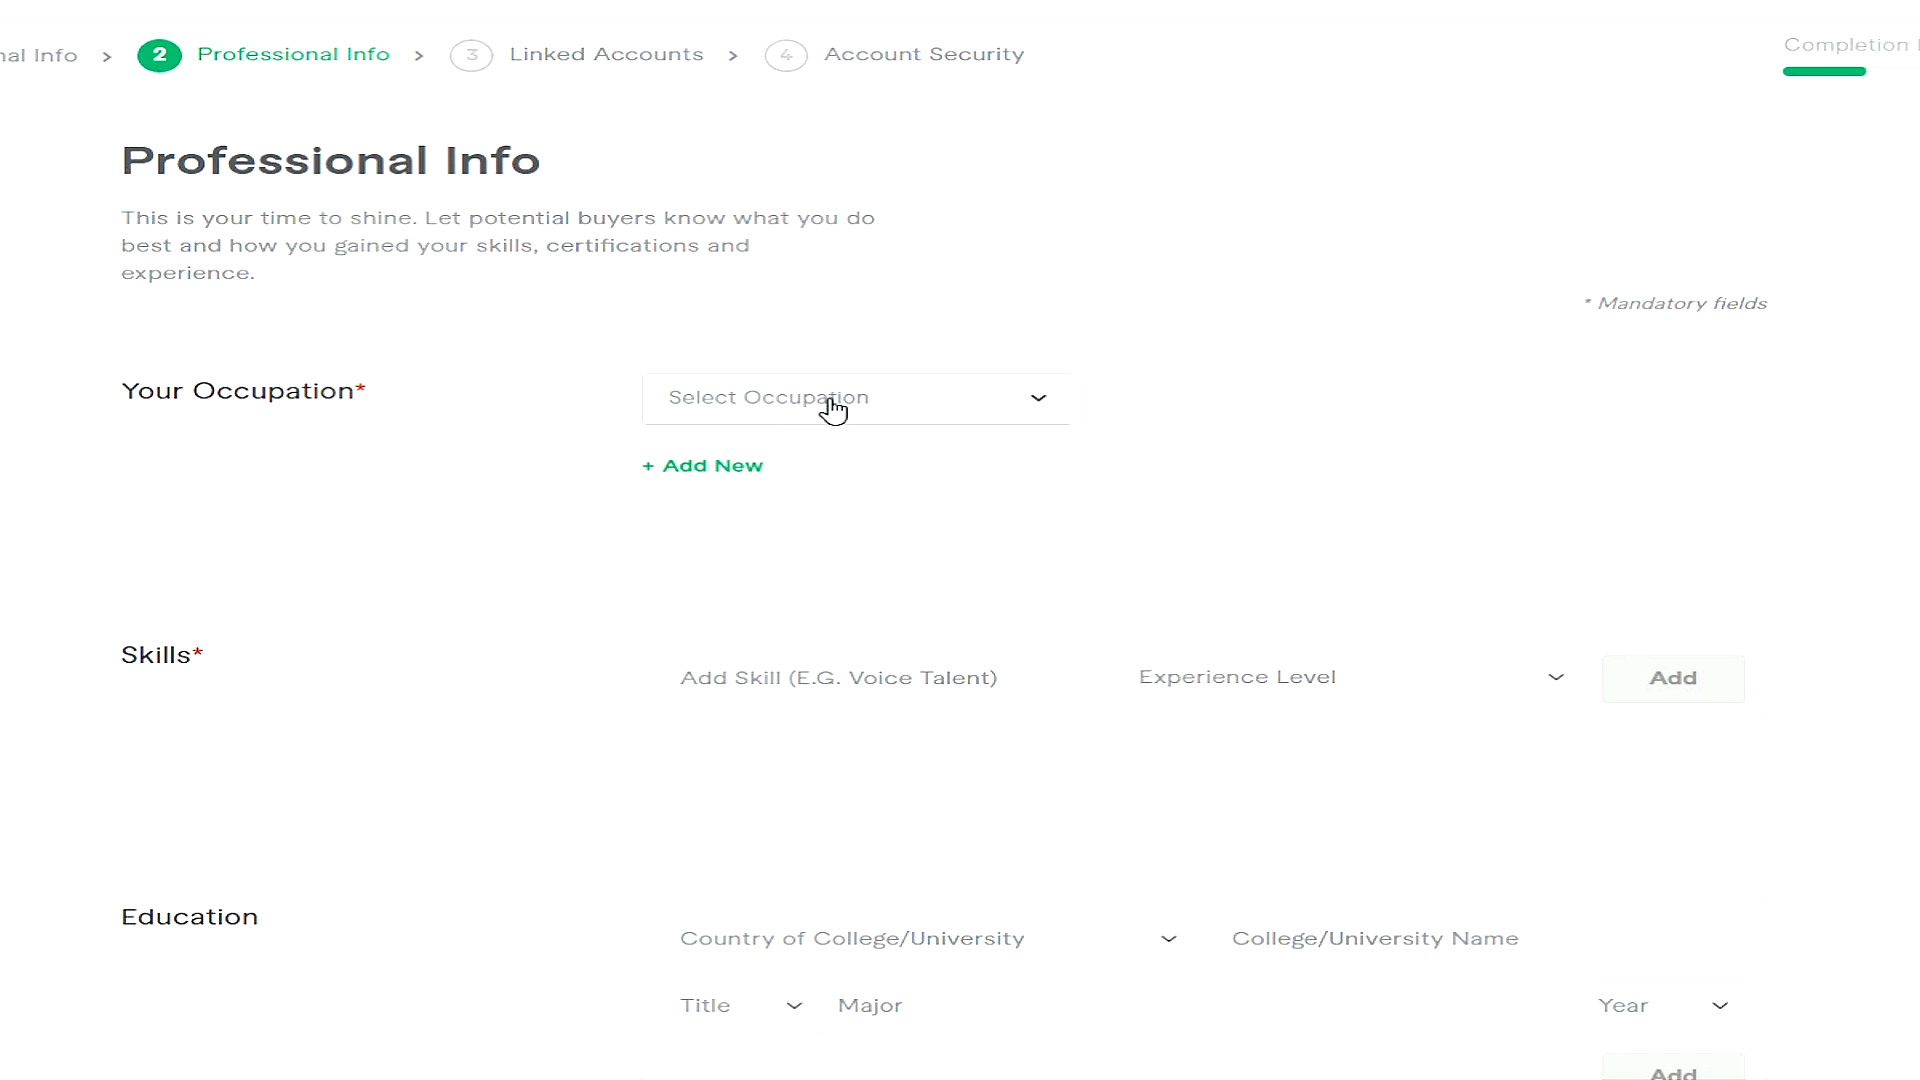 nal Info > 2 Professional Info > 3 Linked Accounts > 4 Account Security
Completion
Professional Info
This is your time to shine. Let potential buyers know what you do
best and how you gained your skills, certifications and
experience.
* Mandatory fields
Your Occupation*
Select Occupation
+ Add New
Skills*
Add Skill (E.G. Voice Talent)
Experience Level
Add
Education
Country of College/University
College/University Name
Title
Major
Year
Add